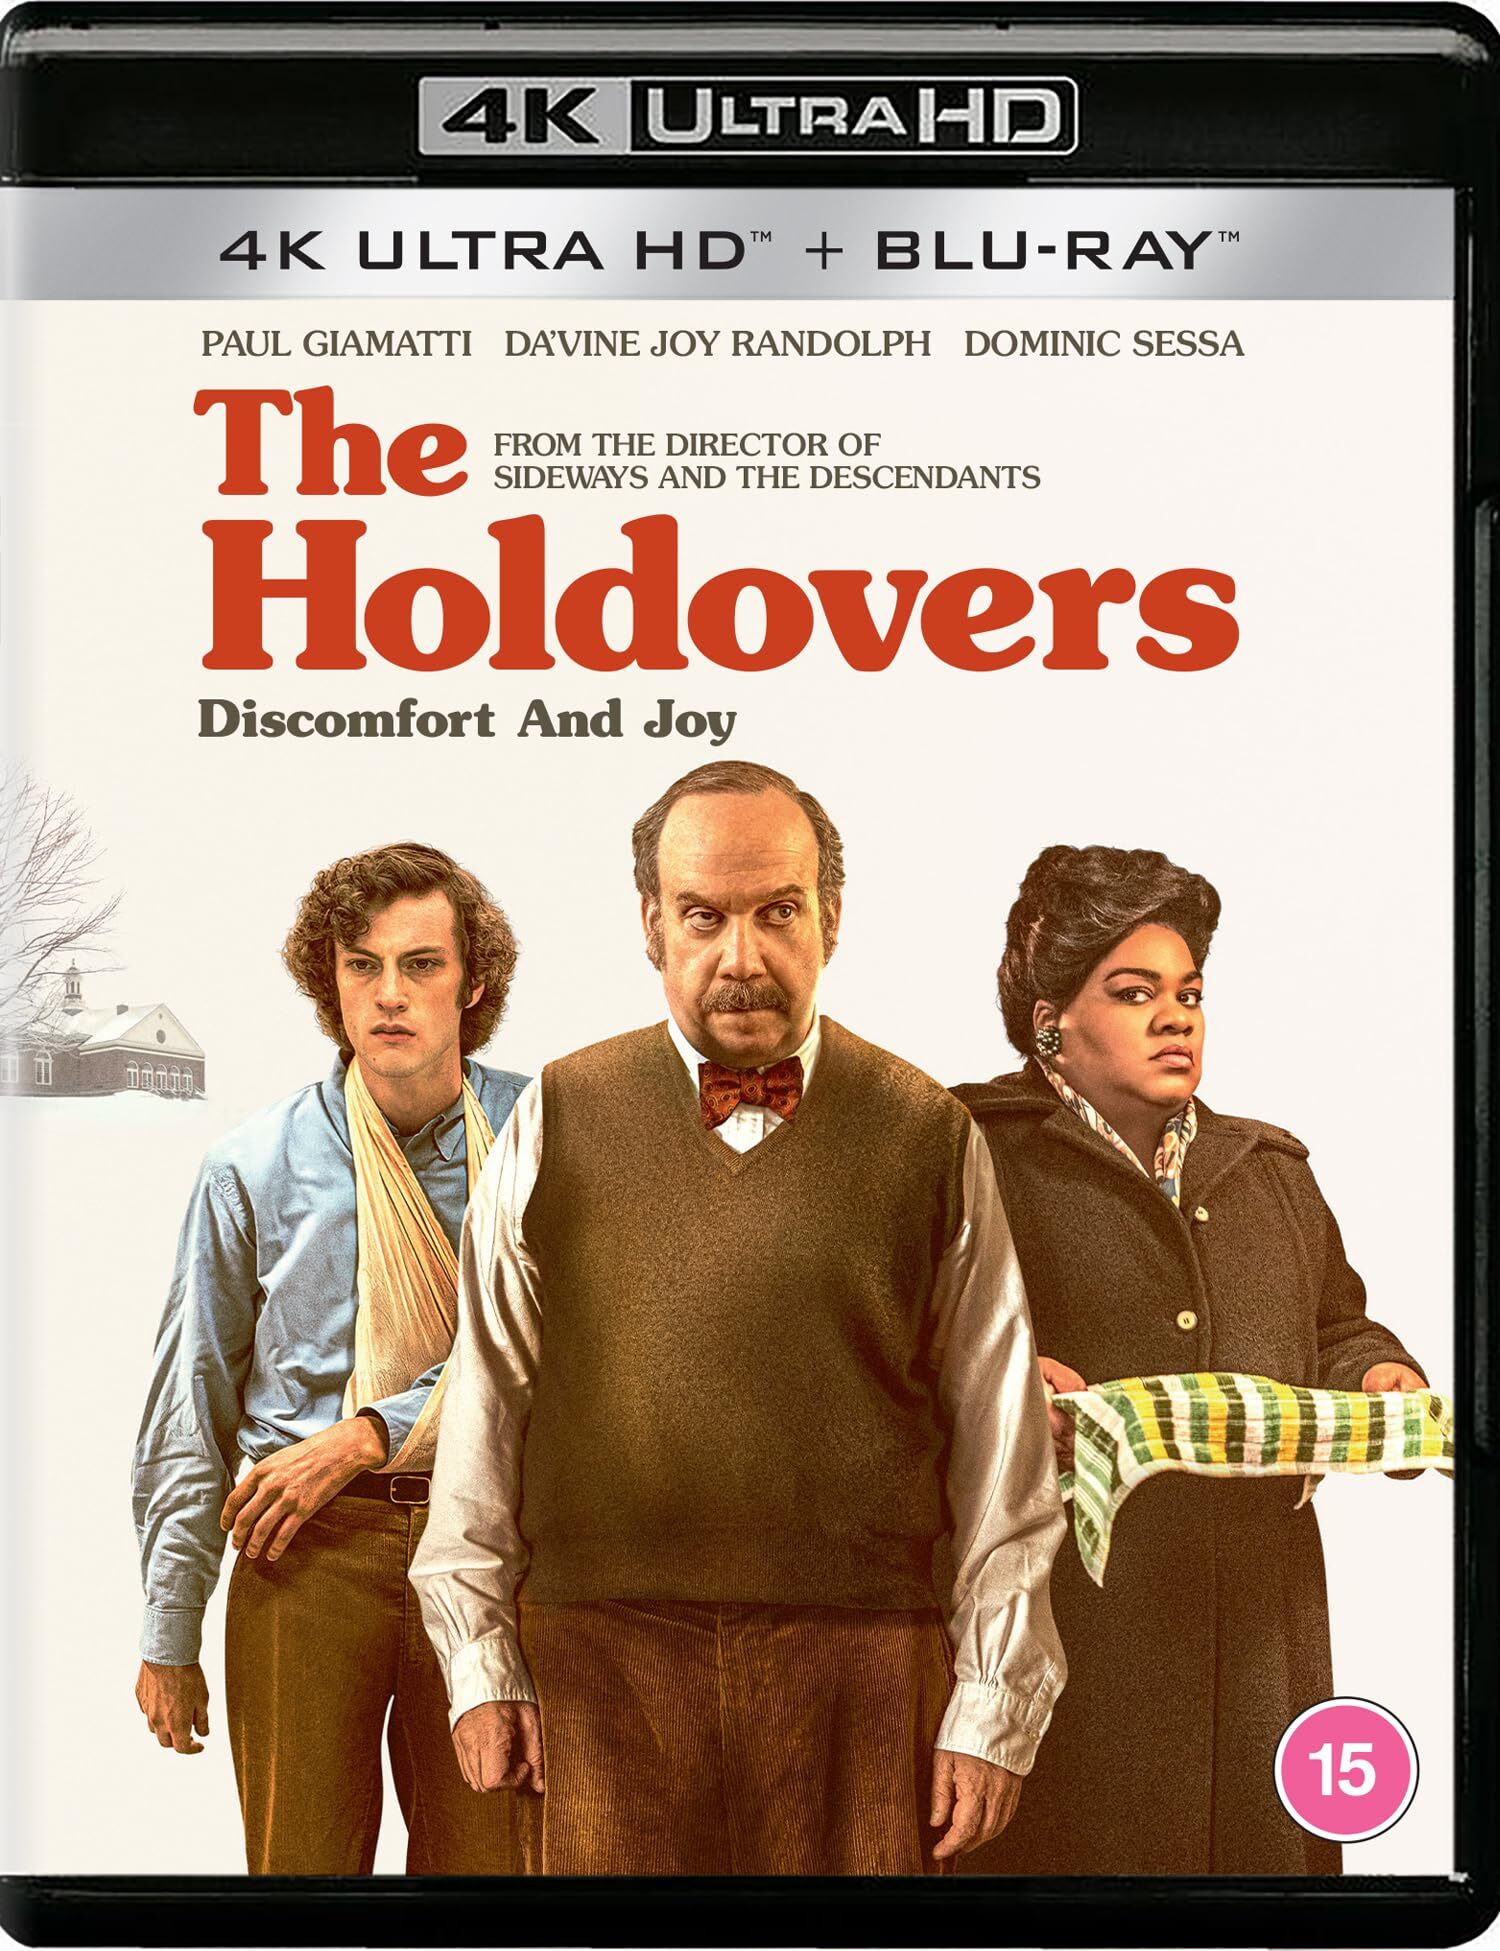 4K ULTRA HD
4K ULTRA HD™ + BLU-RAY™
PAUL GIAMATTI DA'VINE JOY RANDOLPH DOMINIC SESSA
The
FROM THE DIRECTOR OF
SIDEWAYS AND THE DESCENDANTS
Holdovers
Discomfort And Joy
15